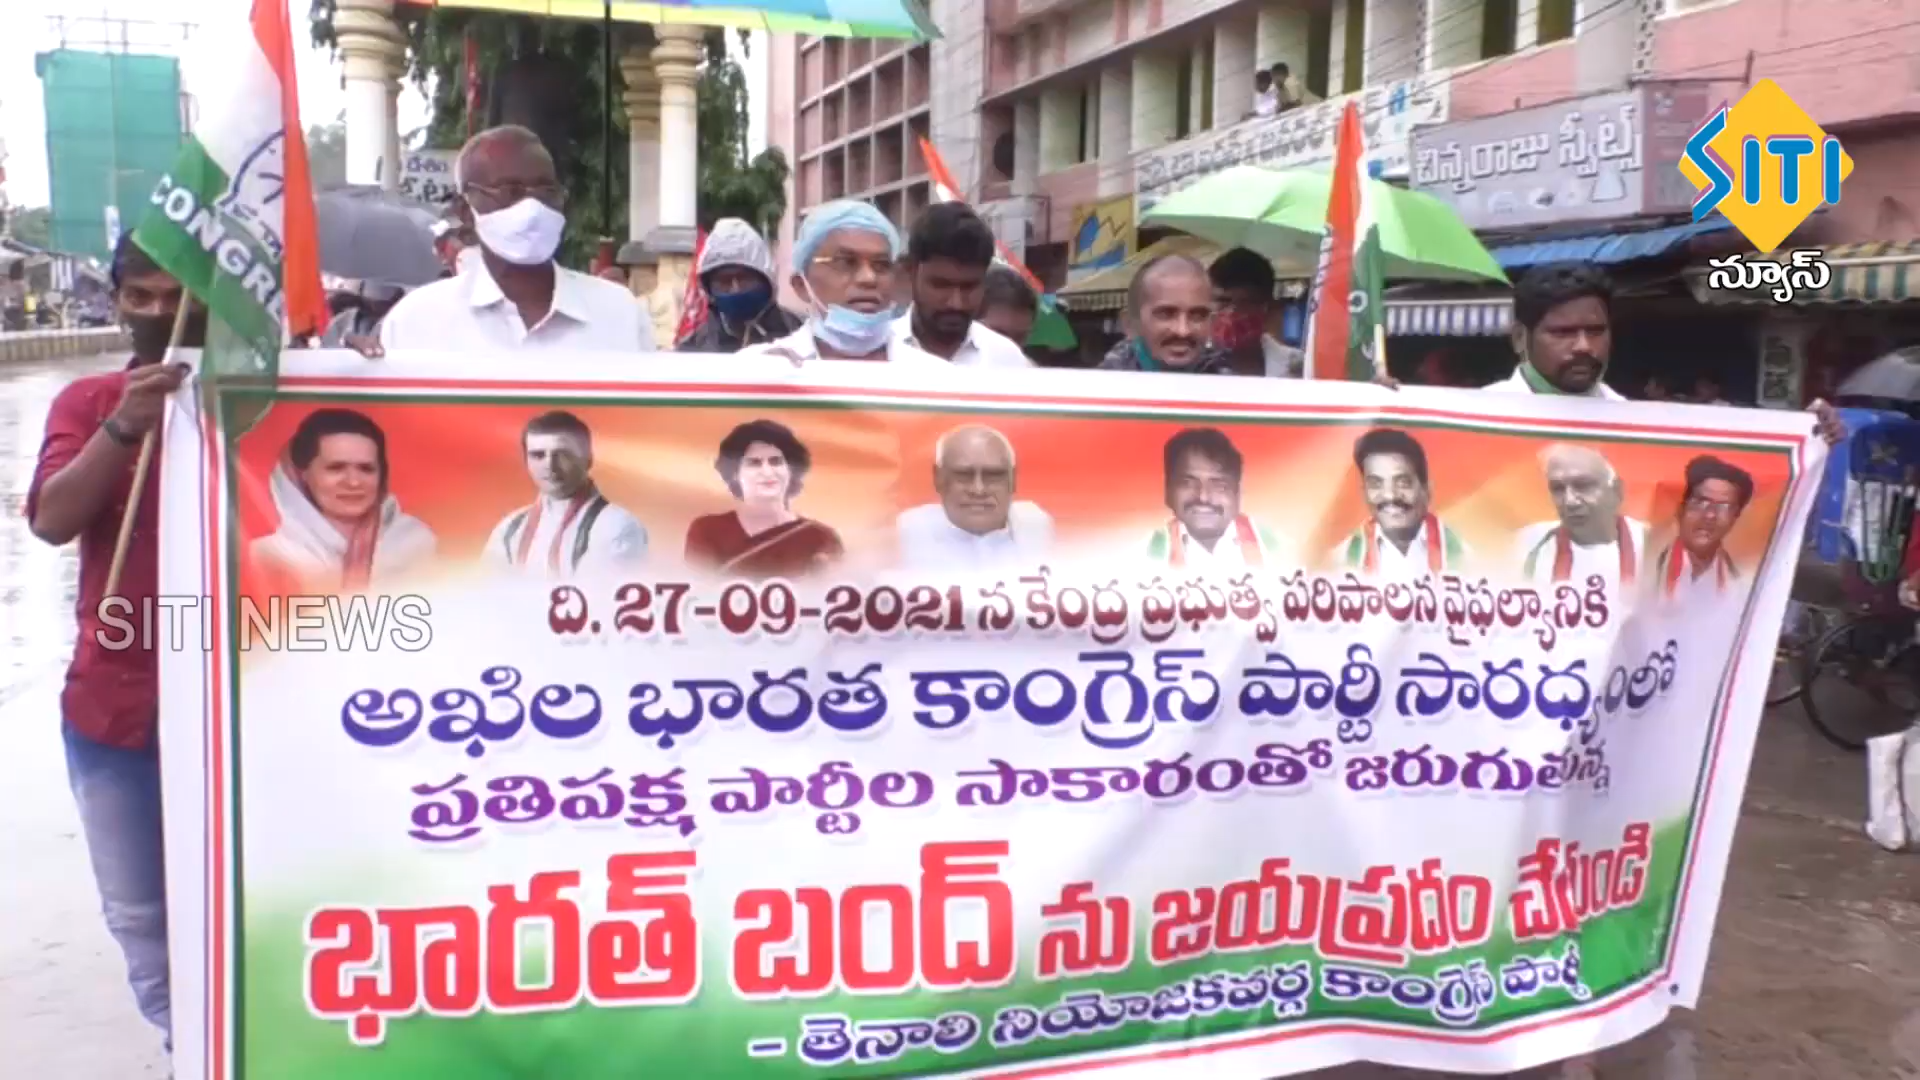 CONGRE
చిన్నరాజు స్వీట్స్
SITI
న్యూస్
SITI NEWS
ది. 27-09-2021 న కేంద్ర ప్రభుత్వ పరిపాలన వైఫల్యానికి
అఖిల భారత కాంగ్రెస్ పార్టీ సారధ్యంలో
ప్రతిపక్ష పార్టీల సాకారంతో జరుగుతున్న
భారత్ బంద్ ను జయప్రదం చేయండి
- తెనాలి నియోజకవర్గ కాంగ్రెస్ పార్టీ